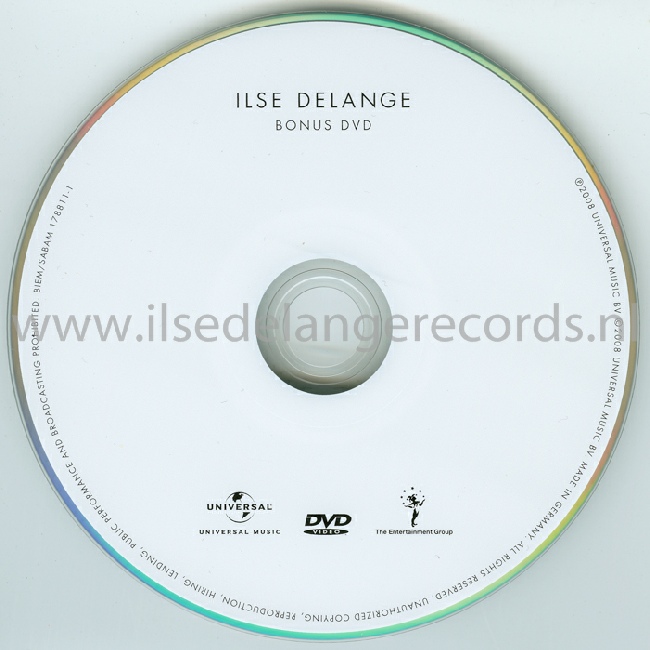 ILSE DELANGE
BONUS DVD
℗2008 UNIVERSAL MUSIC BV ©2008 UNIVERSAL MUSIC BV. MADE IN GERMANY. ALL RIGHTS RESERVED. UNAUTHORIZED COPYING, REPRODUCTION, HIRING, LENDING, PUBLIC PERFORMANCE AND BROADCASTING PROHIBITED. BIEM/SABAM 178811-1
www.ilsedelangerecords.nl
UNIVERSAL
UNIVERSAL MUSIC
DVD
VIDEO
The Entertainment Group